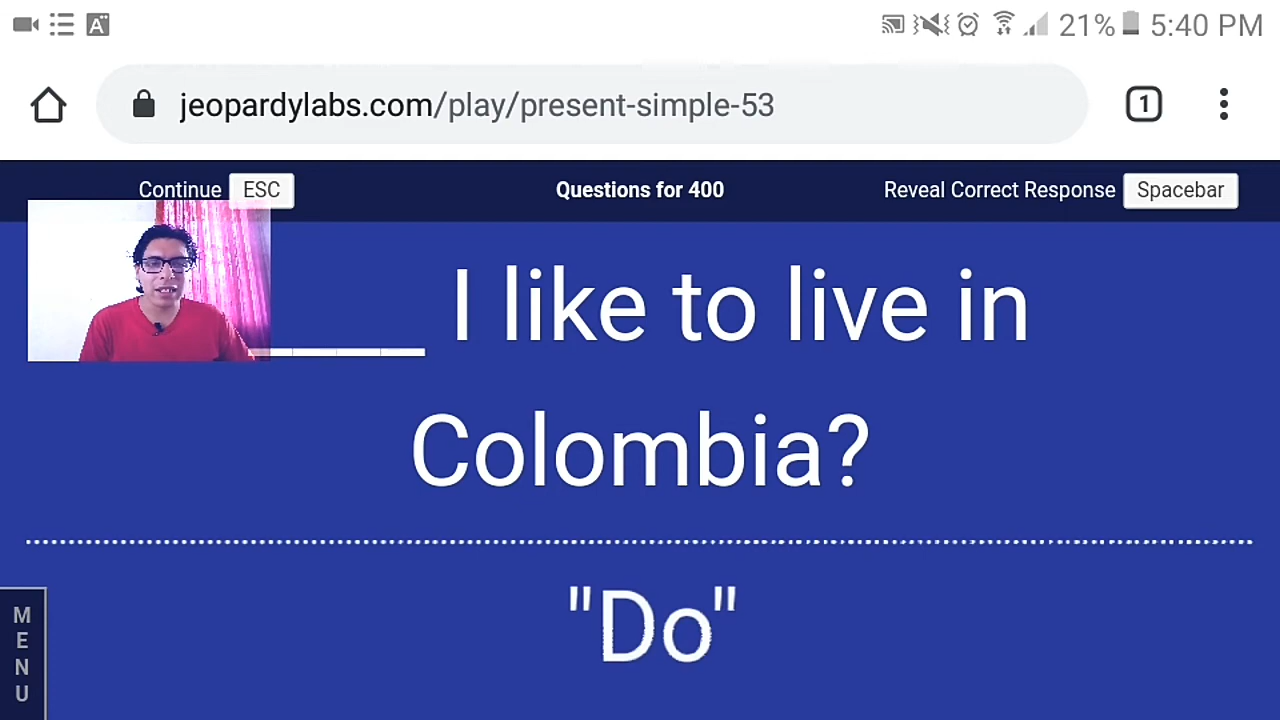 21% 5:40 PM
jeopardylabs.com/play/present-simple-53 1
Continue ESC Questions for 400 Reveal Correct Response Spacebar
____ I like to live in
Colombia?
"Do"
MENU